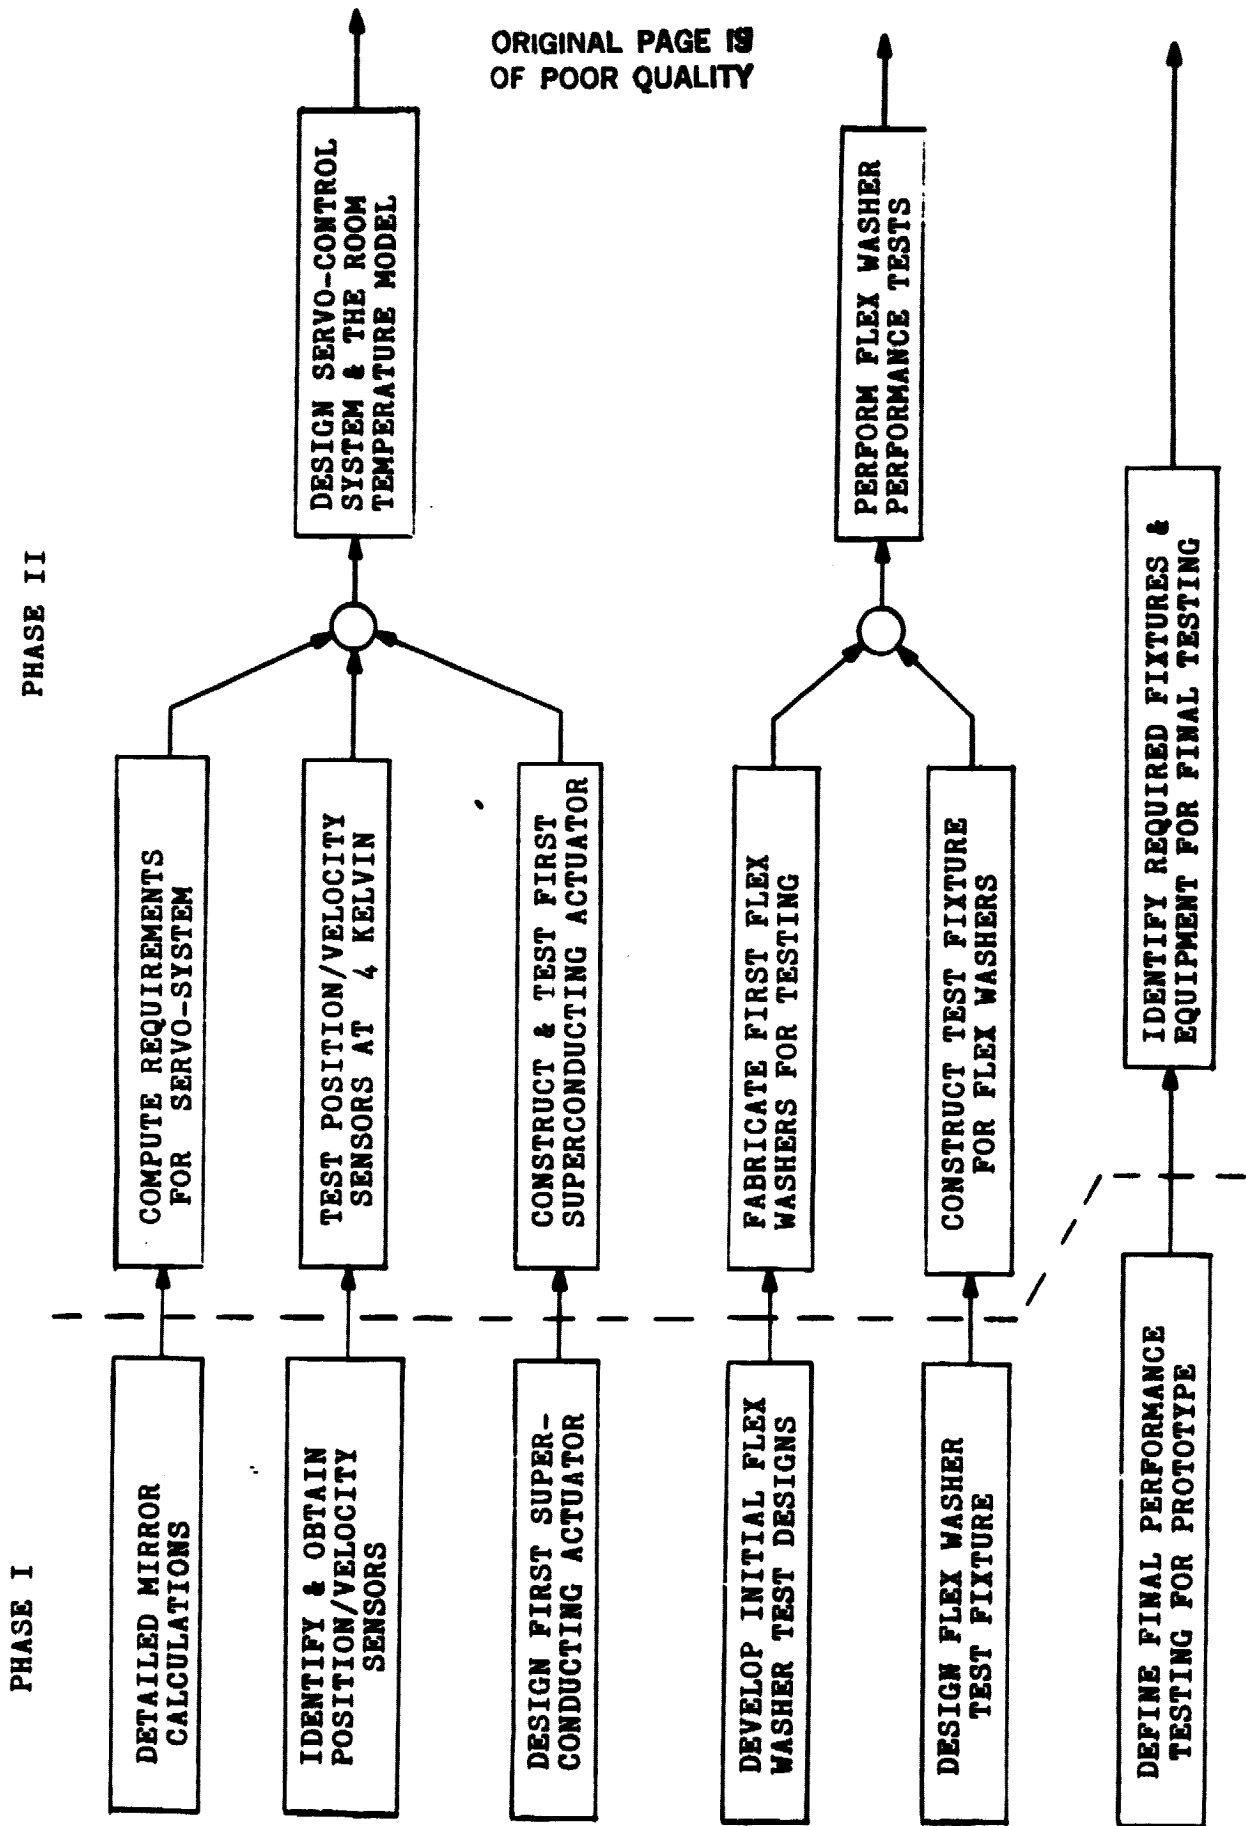 ORIGINAL PAGE IS
OF POOR QUALITY
PHASE I
PHASE II
DETAILED MIRROR
CALCULATIONS
COMPUTE REQUIREMENTS
FOR SERVO-SYSTEM
IDENTIFY & OBTAIN
POSITION/VELOCITY
SENSORS
TEST POSITION/VELOCITY
SENSORS AT 4 KELVIN
DESIGN SERVO-CONTROL
SYSTEM & THE ROOM
TEMPERATURE MODEL
DESIGN FIRST SUPER-
CONDUCTING ACTUATOR
CONSTRUCT & TEST FIRST
SUPERCONDUCTING ACTUATOR
DEVELOP INITIAL FLEX
WASHER TEST DESIGNS
FABRICATE FIRST FLEX
WASHERS FOR TESTING
PERFORM FLEX WASHER
PERFORMANCE TESTS
DESIGN FLEX WASHER
TEST FIXTURE
CONSTRUCT TEST FIXTURE
FOR FLEX WASHERS
DEFINE FINAL PERFORMANCE
TESTING FOR PROTOTYPE
IDENTIFY REQUIRED FIXTURES &
EQUIPMENT FOR FINAL TESTING